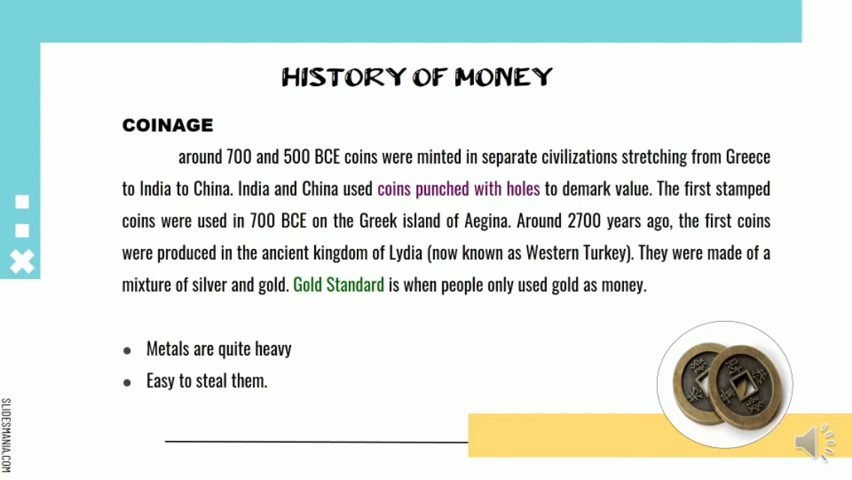 HISTORY OF MONEY
COINAGE
around 700 and 500 BCE coins were minted in separate civilizations stretching from Greece
to India to China. India and China used coins punched with holes to demark value. The first stamped
coins were used in 700 BCE on the Greek island of Aegina. Around 2700 years ago, the first coins
were produced in the ancient kingdom of Lydia (now known as Western Turkey). They were made of a
mixture of silver and gold. Gold Standard is when people only used gold as money.
● Metals are quite heavy
● Easy to steal them.
SLIDESMANIA.COM